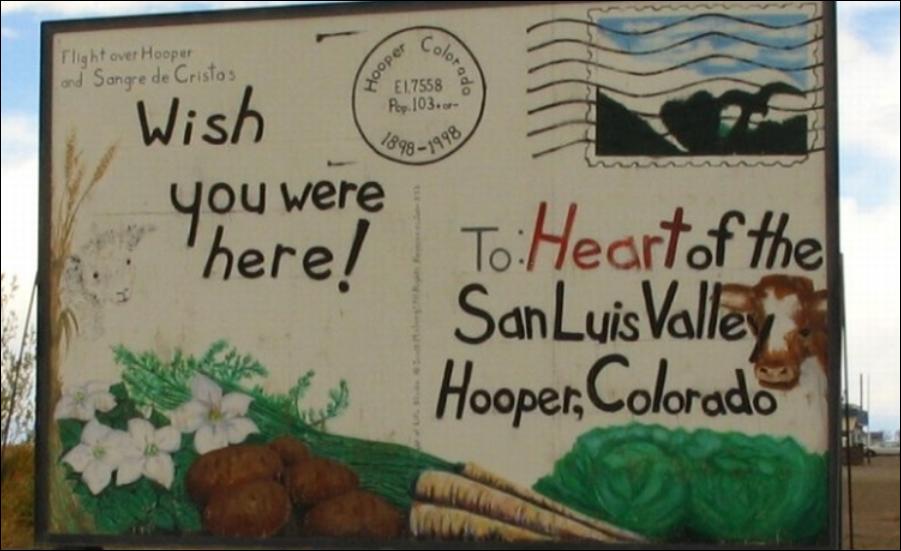 Flight over Hooper
and Sangre de Cristos
Wish
you were
here!
Hooper Colorado
El.7558
Pop.103+or-
1898-1998
To: Heart of the
San Luis Valley
Hooper, Colorado